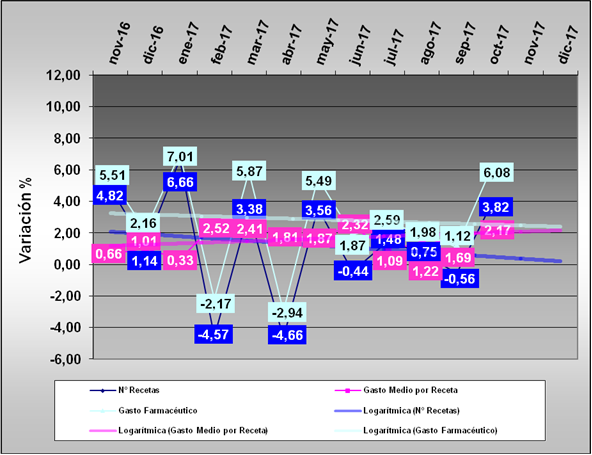 nov-16 dic-16 ene-17 feb-17 mar-17 abr-17 may-17 jun-17 jul-17 ago-17 sep-17 oct-17 nov-17 dic-17
Variación %
12,00
10,00
8,00
6,00
4,00
2,00
0,00
-2,00
-4,00
-6,00
5,51 2,16 7,01 -2,17 5,87 -2,94 5,49 1,87 2,59 1,98 1,12 6,08
4,82 1,14 6,66 -4,57 3,38 -4,66 3,56 -0,44 1,48 0,75 -0,56 3,82
0,66 1,01 0,33 2,52 2,41 1,81 1,87 2,32 1,09 1,22 1,69 2,17
Nº Recetas
Gasto Medio por Receta
Gasto Farmacéutico
Logarítmica (Nº Recetas)
Logarítmica (Gasto Medio por Receta)
Logarítmica (Gasto Farmacéutico)